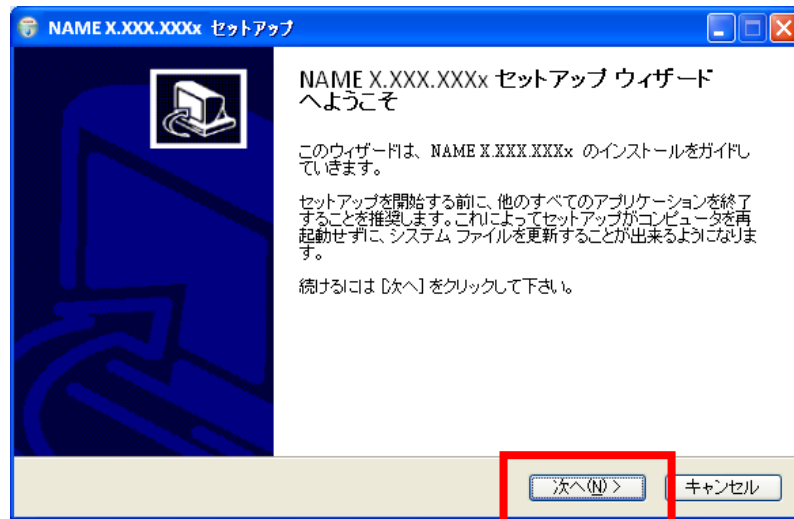 NAME X.XXX.XXXx セットアップ
NAME X.XXX.XXXx セットアップ ウィザード
へようこそ
このウィザードは、NAME X.XXX.XXXx のインストールをガイドし
ていきます。
セットアップを開始する前に、他のすべてのアプリケーションを終了
することを推奨します。これによってセットアップがコンピュータを再
起動せずに、システム ファイルを更新することが出来るようになりま
す。
続けるには [次へ] をクリックして下さい。
次へ(N) > キャンセル